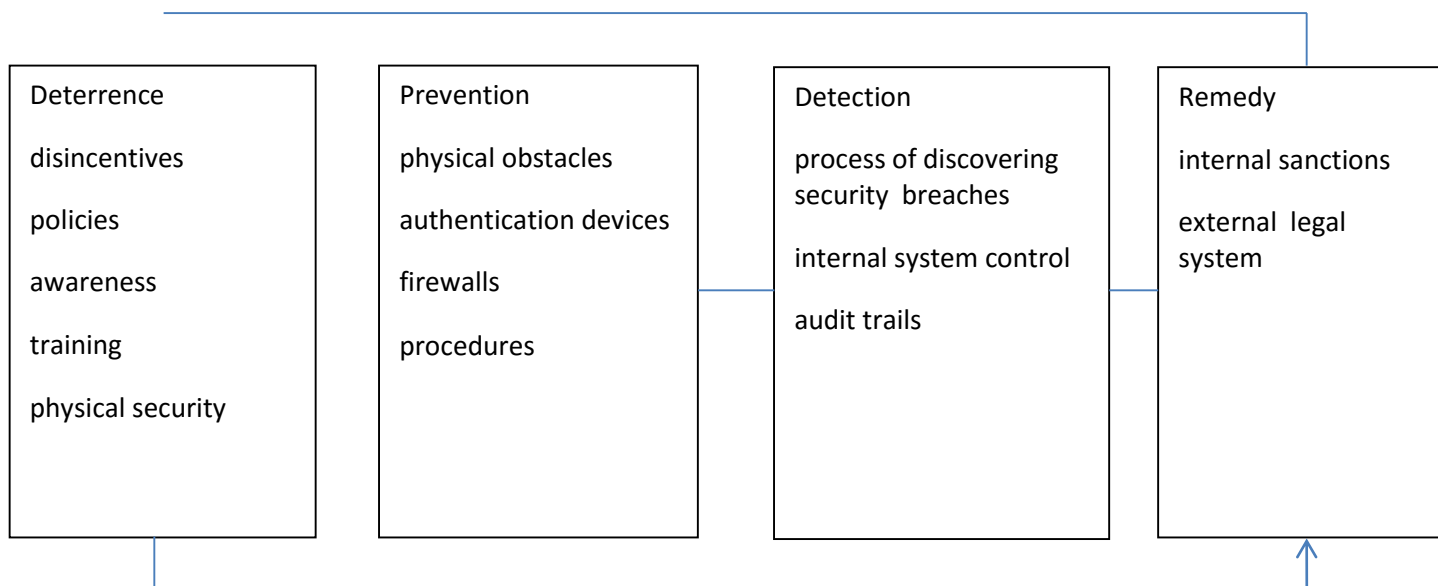 Deterrence
disincentives
policies
awareness
training
physical security
Prevention
physical obstacles
authentication devices
firewalls
procedures
Detection
process of discovering
security  breaches
internal system control
audit trails
Remedy
internal sanctions
external  legal
system